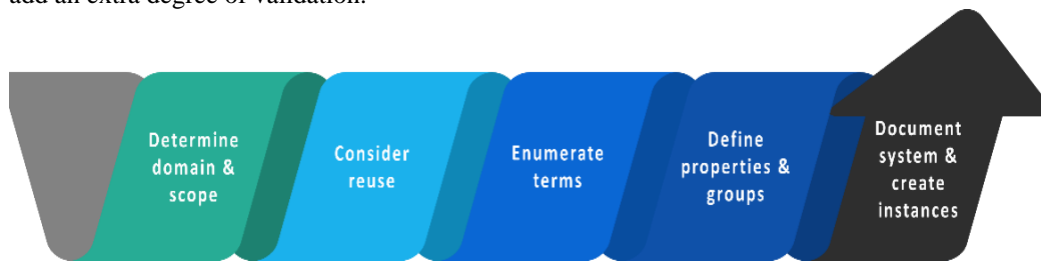 add an extra degree of validation.
Determine
domain &
scope
Consider
reuse
Enumerate
terms
Define
properties &
groups
Document
system &
create
instances